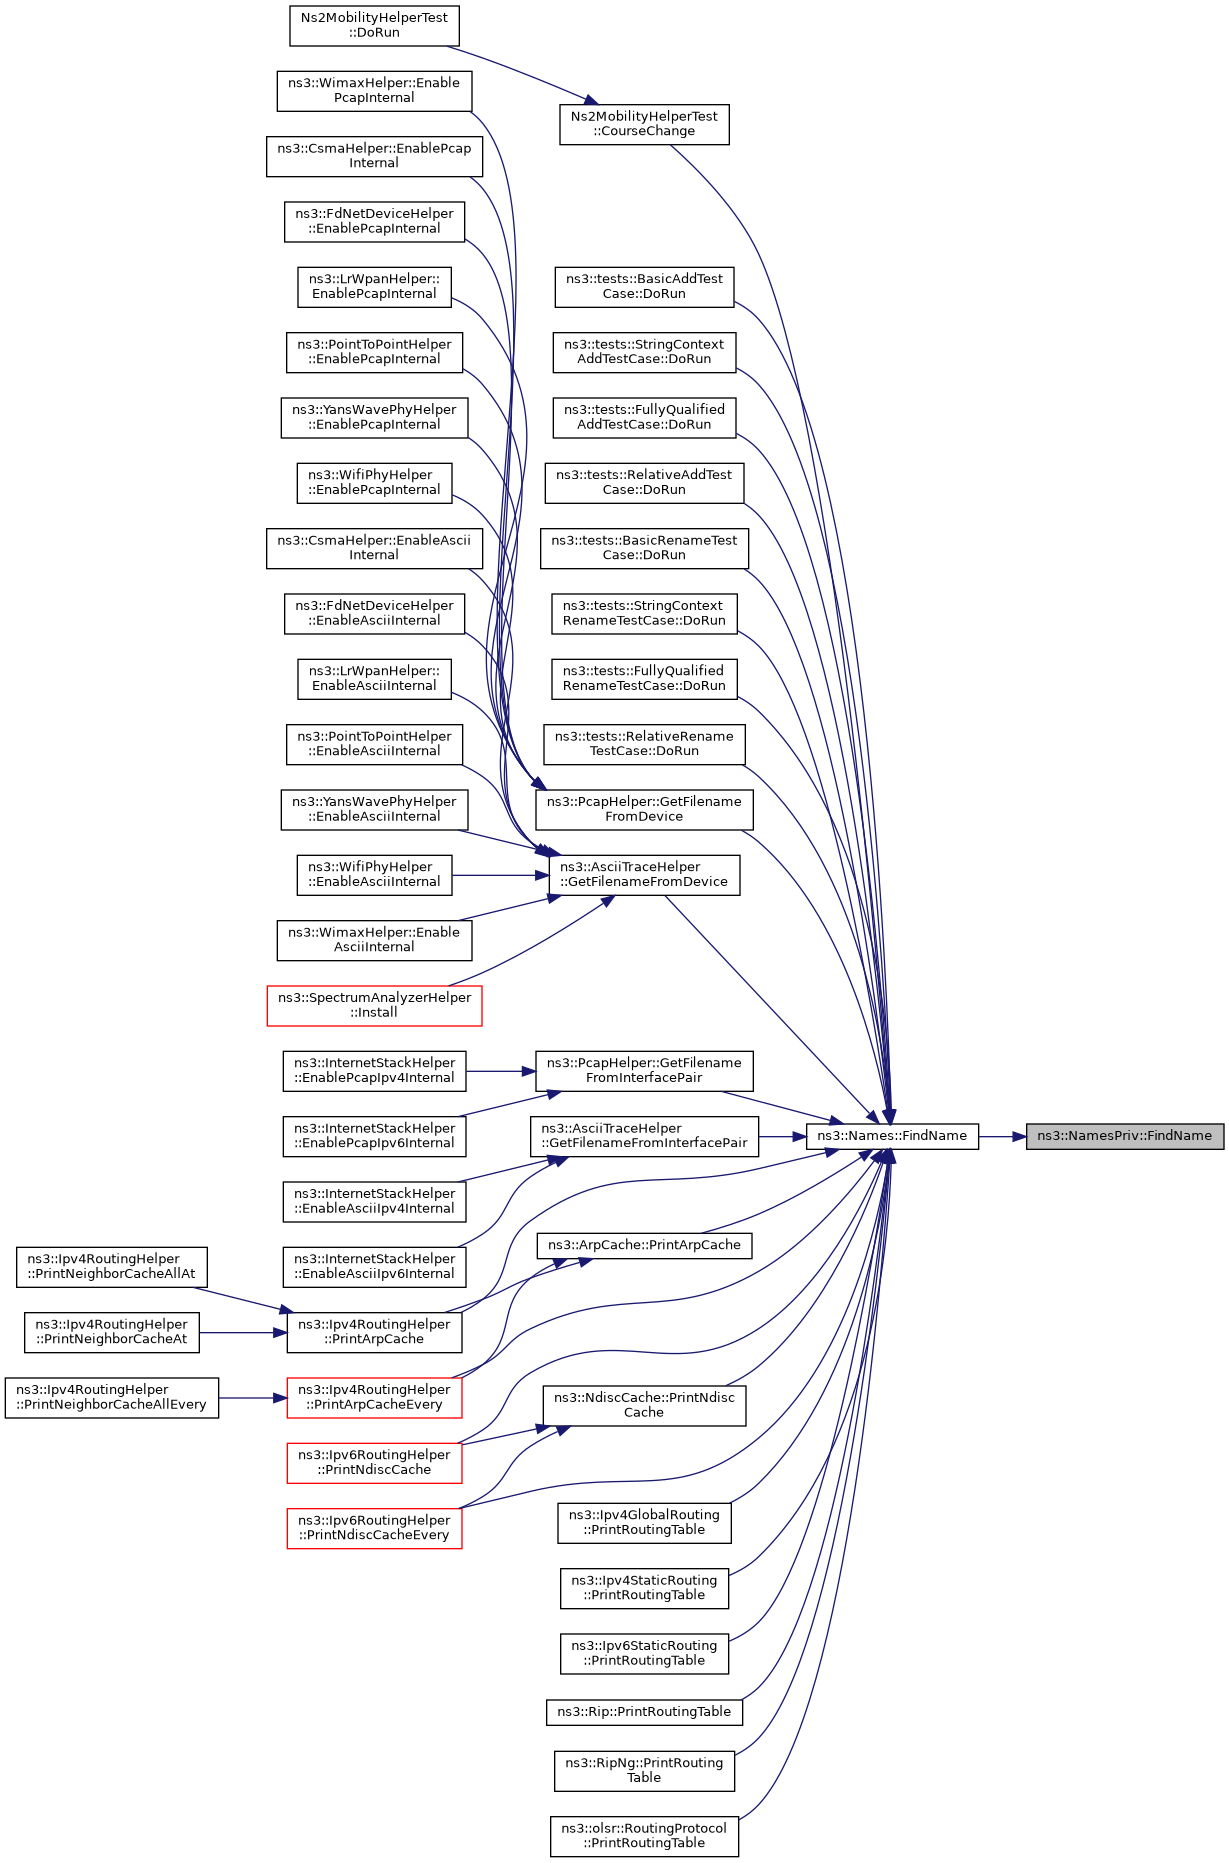 Ns2MobilityHelperTest
::DoRun
ns3::WimaxHelper::Enable
PcapInternal
Ns2MobilityHelperTest
::CourseChange
ns3::CsmaHelper::EnablePcap
Internal
ns3::FdNetDeviceHelper
::EnablePcapInternal
ns3::LrWpanHelper::
EnablePcapInternal
ns3::tests::BasicAddTest
Case::DoRun
ns3::PointToPointHelper
::EnablePcapInternal
ns3::tests::StringContext
AddTestCase::DoRun
ns3::YansWavePhyHelper
::EnablePcapInternal
ns3::tests::FullyQualified
AddTestCase::DoRun
ns3::WifiPhyHelper
::EnablePcapInternal
ns3::tests::RelativeAddTest
Case::DoRun
ns3::CsmaHelper::EnableAscii
Internal
ns3::tests::BasicRenameTest
Case::DoRun
ns3::FdNetDeviceHelper
::EnableAsciiInternal
ns3::tests::StringContext
RenameTestCase::DoRun
ns3::LrWpanHelper::
EnableAsciiInternal
ns3::tests::FullyQualified
RenameTestCase::DoRun
ns3::PointToPointHelper
::EnableAsciiInternal
ns3::tests::RelativeRename
TestCase::DoRun
ns3::YansWavePhyHelper
::EnableAsciiInternal
ns3::PcapHelper::GetFilename
FromDevice
ns3::WifiPhyHelper
::EnableAsciiInternal
ns3::AsciiTraceHelper
::GetFilenameFromDevice
ns3::WimaxHelper::Enable
AsciiInternal
ns3::SpectrumAnalyzerHelper
::Install
ns3::InternetStackHelper
::EnablePcapIpv4Internal
ns3::PcapHelper::GetFilename
FromInterfacePair
ns3::InternetStackHelper
::EnablePcapIpv6Internal
ns3::AsciiTraceHelper
::GetFilenameFromInterfacePair
ns3::Names::FindName
ns3::NamesPriv::FindName
ns3::InternetStackHelper
::EnableAsciiIpv4Internal
ns3::InternetStackHelper
::EnableAsciiIpv6Internal
ns3::ArpCache::PrintArpCache
ns3::Ipv4RoutingHelper
::PrintNeighborCacheAllAt
ns3::Ipv4RoutingHelper
::PrintNeighborCacheAt
ns3::Ipv4RoutingHelper
::PrintArpCache
ns3::Ipv4RoutingHelper
::PrintNeighborCacheAllEvery
ns3::Ipv4RoutingHelper
::PrintArpCacheEvery
ns3::NdiscCache::PrintNdisc
Cache
ns3::Ipv6RoutingHelper
::PrintNdiscCache
ns3::Ipv6RoutingHelper
::PrintNdiscCacheEvery
ns3::Ipv4GlobalRouting
::PrintRoutingTable
ns3::Ipv4StaticRouting
::PrintRoutingTable
ns3::Ipv6StaticRouting
::PrintRoutingTable
ns3::Rip::PrintRoutingTable
ns3::RipNg::PrintRouting
Table
ns3::olsr::RoutingProtocol
::PrintRoutingTable